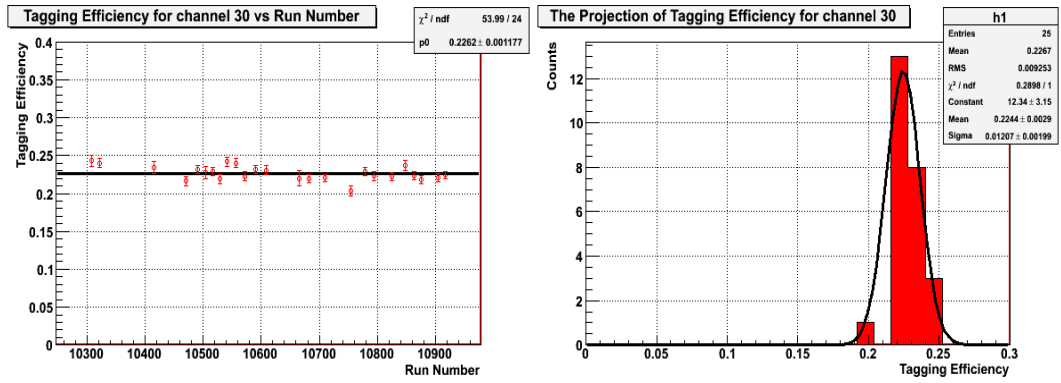 Tagging Efficiency for channel 30 vs Run Number
χ² / ndf 53.99 / 24
p0 0.2262 ± 0.001177
Tagging Efficiency
0.4
0.35
0.3
0.25
0.2
0.15
0.1
0.05
0
10300 10400 10500 10600 10700 10800 10900
Run Number
The Projection of Tagging Efficiency for channel 30
h1
Entries 25
Mean 0.2267
RMS 0.009253
χ² / ndf 0.2898 / 1
Constant 12.34 ± 3.15
Mean 0.2244 ± 0.0029
Sigma 0.01207 ± 0.00199
Counts
12
10
8
6
4
2
0
0 0.05 0.1 0.15 0.2 0.25 0.3
Tagging Efficiency